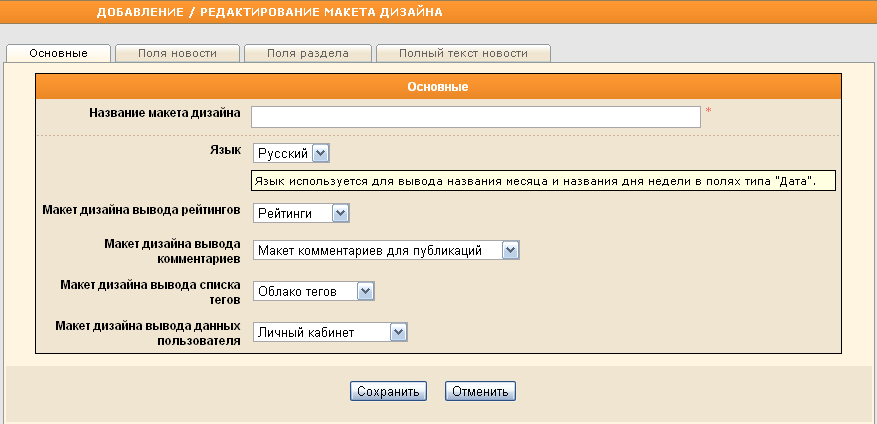 ДОБАВЛЕНИЕ / РЕДАКТИРОВАНИЕ МАКЕТА ДИЗАЙНА
Основные Поля новости Поля раздела Полный текст новости
Основные
Название макета дизайна *
Язык Русский
Язык используется для вывода названия месяца и названия дня недели в полях типа "Дата".
Макет дизайна вывода рейтингов Рейтинги
Макет дизайна вывода
комментариев Макет комментариев для публикаций
Макет дизайна вывода списка
тегов Облако тегов
Макет дизайна вывода данных
пользователя Личный кабинет
Сохранить Отменить